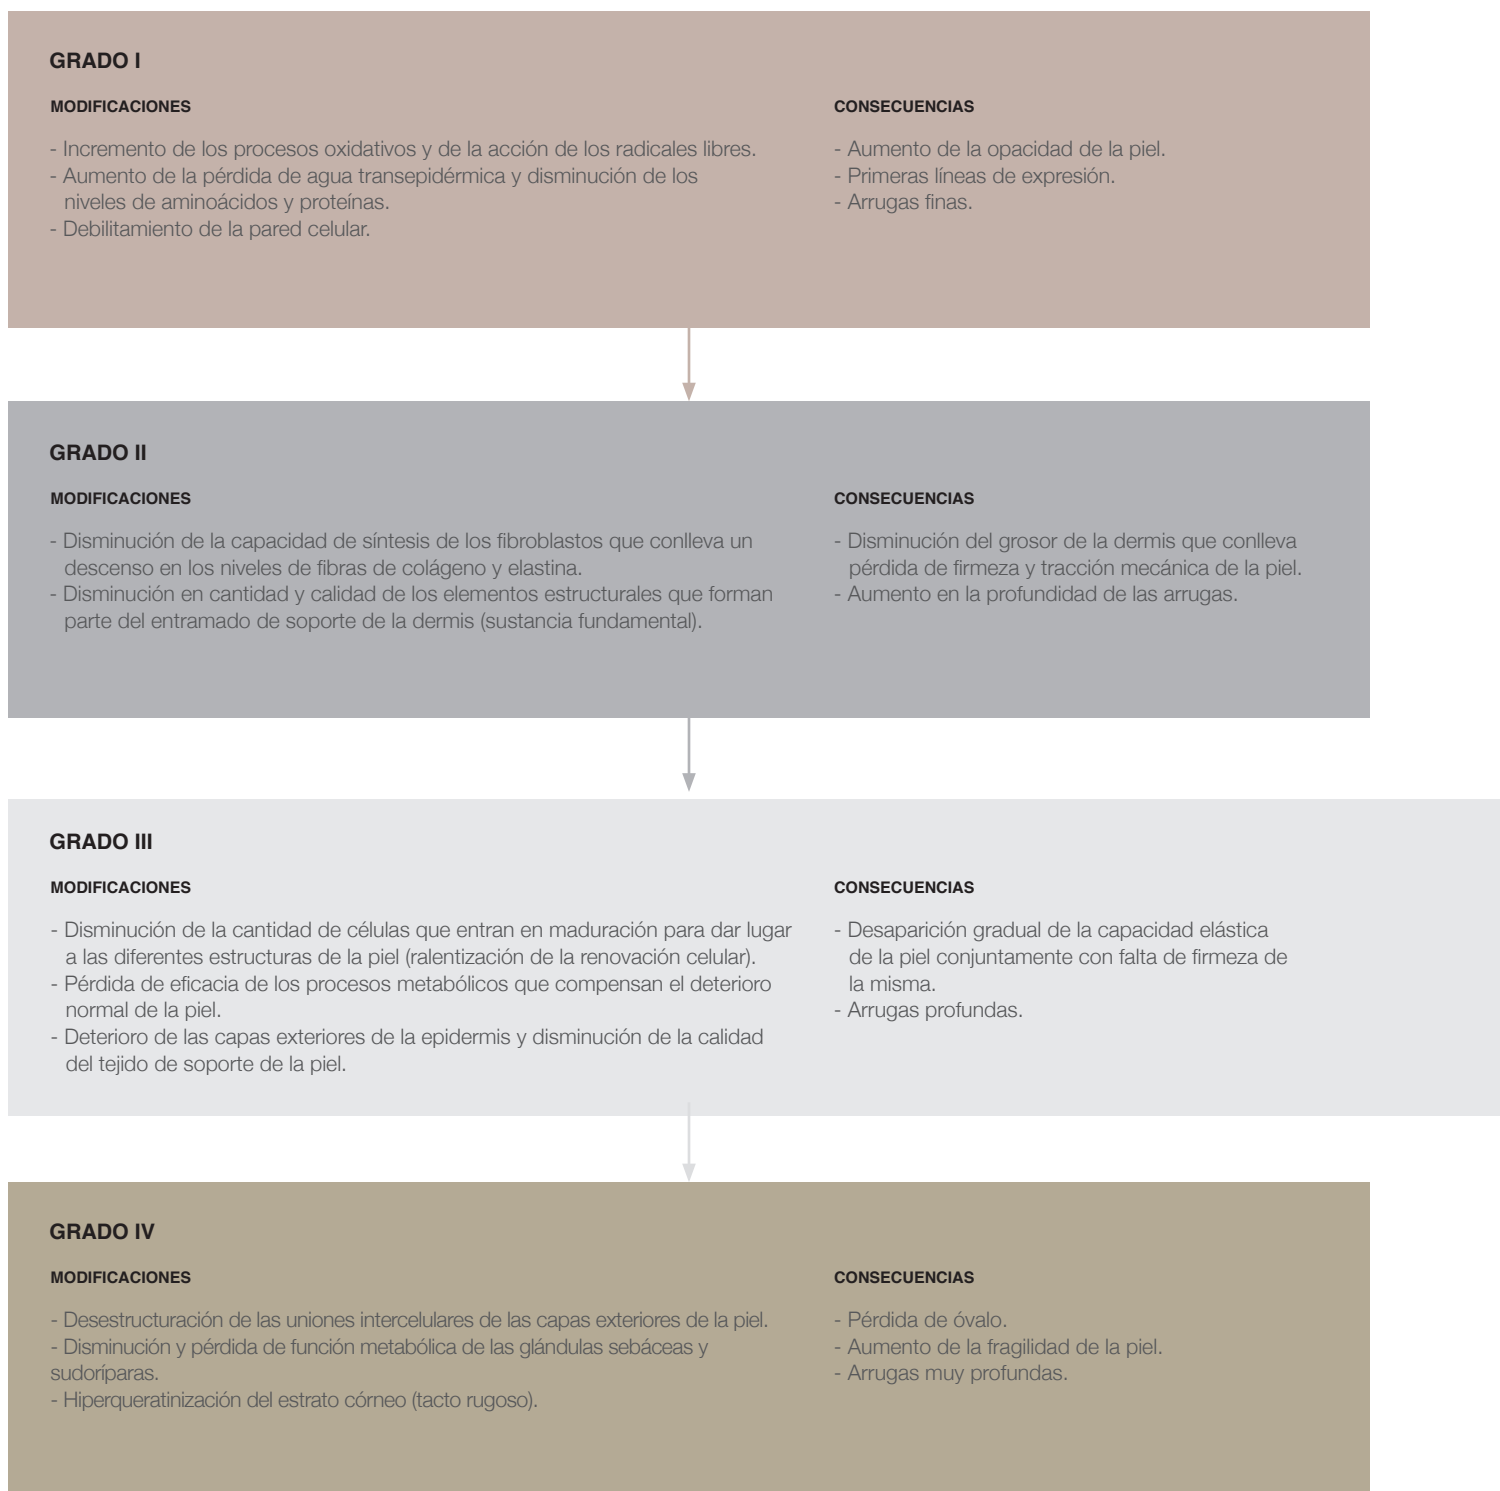 GRADO I
MODIFICACIONES
- Incremento de los procesos oxidativos y de la acción de los radicales libres.
- Aumento de la pérdida de agua transepidérmica y disminución de los
niveles de aminoácidos y proteínas.
- Debilitamiento de la pared celular.
CONSECUENCIAS
- Aumento de la opacidad de la piel.
- Primeras líneas de expresión.
- Arrugas finas.
GRADO II
MODIFICACIONES
- Disminución de la capacidad de síntesis de los fibroblastos que conlleva un
descenso en los niveles de fibras de colágeno y elastina.
- Disminución en cantidad y calidad de los elementos estructurales que forman
parte del entramado de soporte de la dermis (sustancia fundamental).
CONSECUENCIAS
- Disminución del grosor de la dermis que conlleva
pérdida de firmeza y tracción mecánica de la piel.
- Aumento en la profundidad de las arrugas.
GRADO III
MODIFICACIONES
- Disminución de la cantidad de células que entran en maduración para dar lugar
a las diferentes estructuras de la piel (ralentización de la renovación celular).
- Pérdida de eficacia de los procesos metabólicos que compensan el deterioro
normal de la piel.
- Deterioro de las capas exteriores de la epidermis y disminución de la calidad
del tejido de soporte de la piel.
CONSECUENCIAS
- Desaparición gradual de la capacidad elástica
de la piel conjuntamente con falta de firmeza de
la misma.
- Arrugas profundas.
GRADO IV
MODIFICACIONES
- Desestructuración de las uniones intercelulares de las capas exteriores de la piel.
- Disminución y pérdida de función metabólica de las glándulas sebáceas y
sudoríparas.
- Hiperqueratinización del estrato córneo (tacto rugoso).
CONSECUENCIAS
- Pérdida de óvalo.
- Aumento de la fragilidad de la piel.
- Arrugas muy profundas.